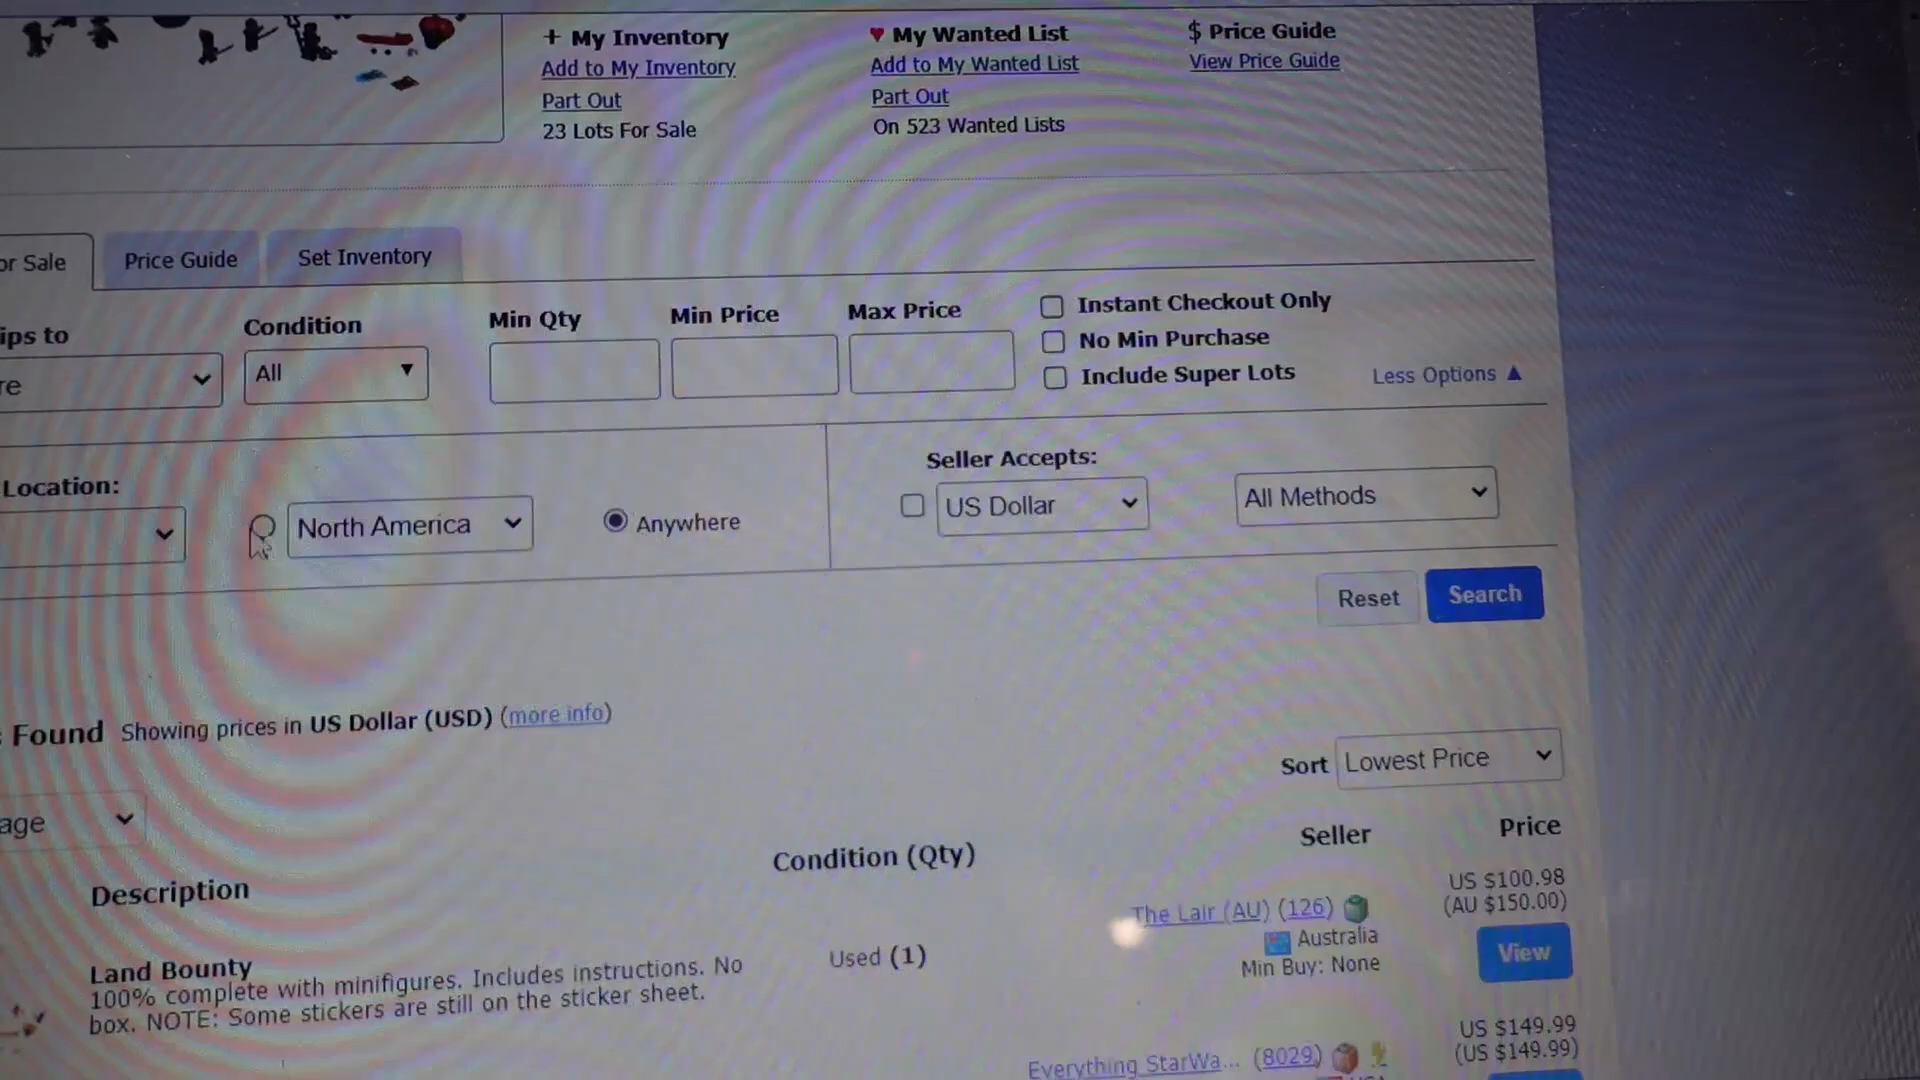 + My Inventory
Add to My Inventory
Part Out
23 Lots For Sale
♥ My Wanted List
Add to My Wanted List
Part Out
On 523 Wanted Lists
$ Price Guide
View Price Guide
or Sale
Price Guide
Set Inventory
ips to
re
Condition
All
Min Qty
Min Price
Max Price
Instant Checkout Only
No Min Purchase
Include Super Lots
Less Options ▲
Location:
North America
Anywhere
Seller Accepts:
US Dollar
All Methods
Reset
Search
Found Showing prices in US Dollar (USD) (more info)
Sort Lowest Price
age
Description
Condition (Qty)
Seller
Price
Land Bounty
100% complete with minifigures. Includes instructions. No
box. NOTE: Some stickers are still on the sticker sheet.
Used (1)
The Lair (AU) (126)
Australia
Min Buy: None
US $100.98
(AU $150.00)
View
Everything StarWa... (8029)
US $149.99
(US $149.99)